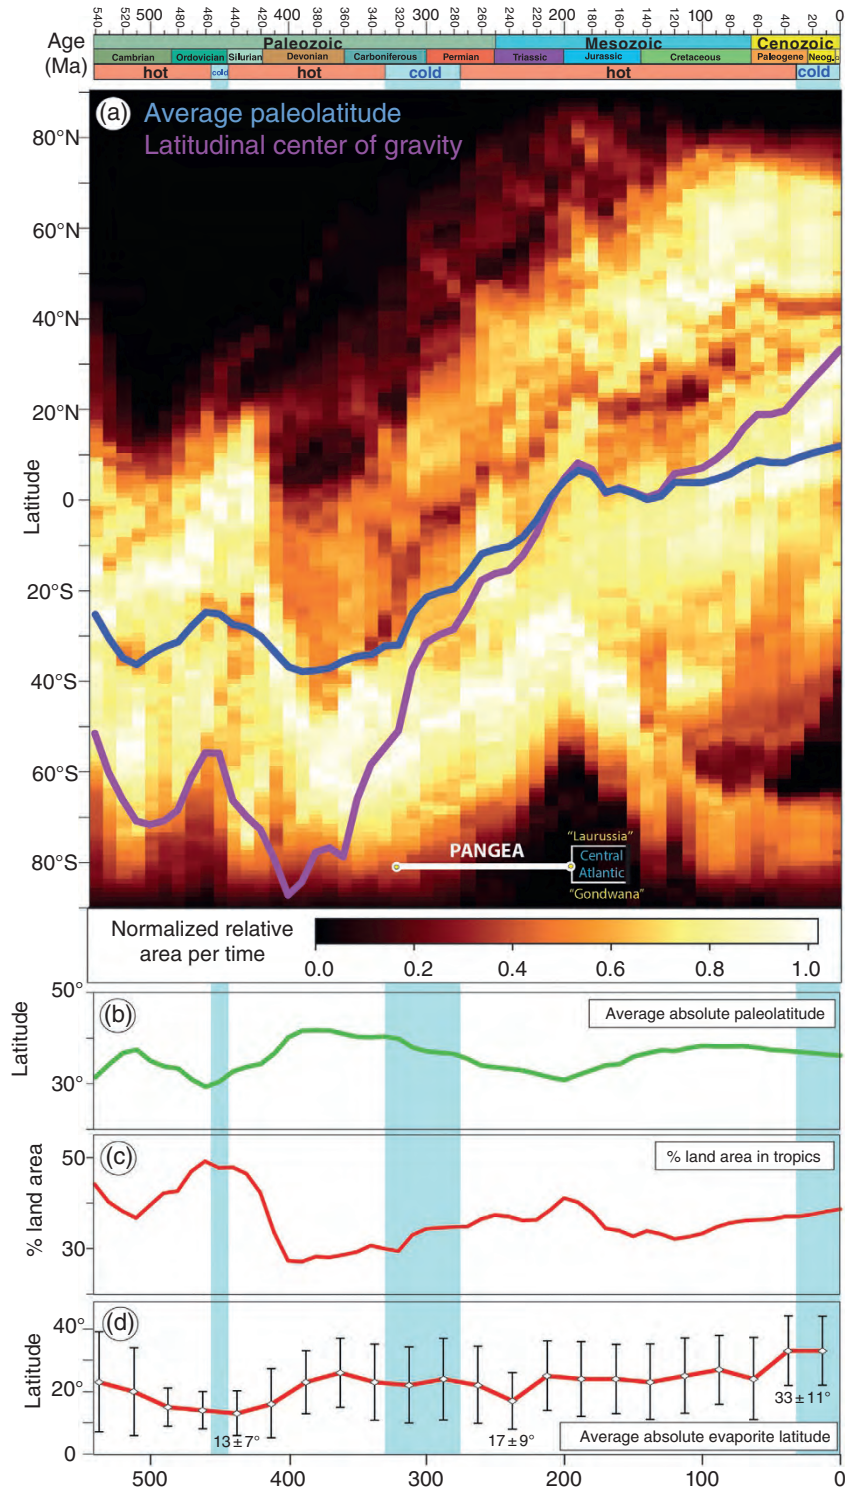 540 520 500 480 460 440 420 400 380 360 340 320 300 280 260 240 220 200 180 160 140 120 100 80 60 40 20 0
Age
(Ma)
Paleozoic Mesozoic Cenozoic
Cambrian Ordovician Silurian Devonian Carboniferous Permian Triassic Jurassic Cretaceous Paleogene Neog.
hot cold hot cold hot cold
(a) Average paleolatitude
Latitudinal center of gravity
80°N
60°N
40°N
20°N
0
20°S
40°S
60°S
80°S
Latitude
PANGEA
“Laurussia”
Central
Atlantic
“Gondwana”
Normalized relative
area per time
0.0 0.2 0.4 0.6 0.8 1.0
(b)
Average absolute paleolatitude
50°
30°
Latitude
(c)
% land area in tropics
50
30
% land area
(d)
40°
20°
0
Latitude
13 ± 7°
17 ± 9°
33 ± 11°
Average absolute evaporite latitude
500 400 300 200 100 0